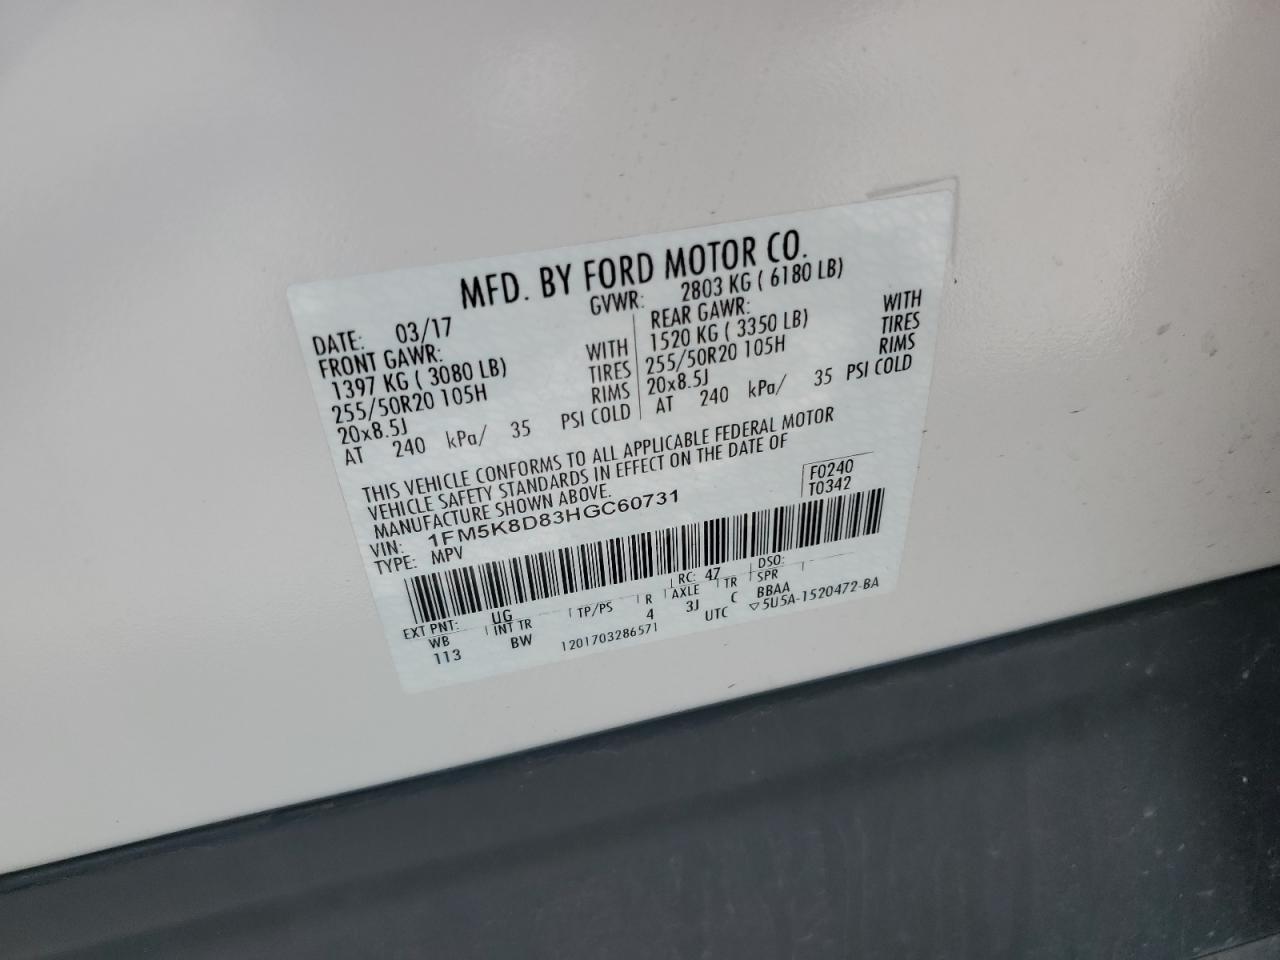 MFD. BY FORD MOTOR CO.
DATE: 03/17 GVWR: 2803 KG ( 6180 LB)
FRONT GAWR: REAR GAWR:
1397 KG ( 3080 LB) WITH 1520 KG ( 3350 LB) WITH
255/50R20 105H TIRES 255/50R20 105H TIRES
20x8.5J RIMS 20x8.5J RIMS
AT 240 kPa/ 35 PSI COLD AT 240 kPa/ 35 PSI COLD
THIS VEHICLE CONFORMS TO ALL APPLICABLE FEDERAL MOTOR
VEHICLE SAFETY STANDARDS IN EFFECT ON THE DATE OF
MANUFACTURE SHOWN ABOVE.
F0240
T0342
VIN: 1FM5K8D83HGC60731
TYPE: MPV
EXT PNT: UG RC: 47 DSO:
WB INT TR TP/PS R AXLE TR SPR
113 BW 4 3J C BBAA
1201703286571 UTC ▽5U5A-1520472-BA